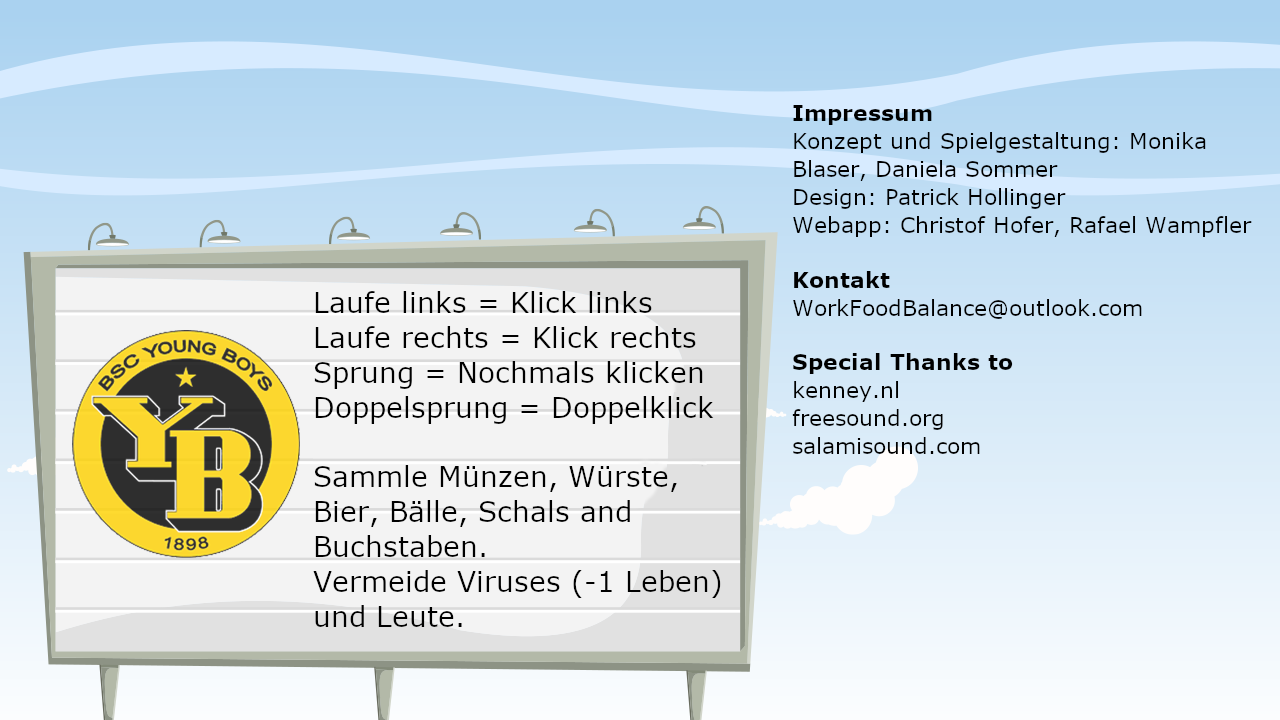 BSC YOUNG BOYS
YB
1898
Laufe links = Klick links
Laufe rechts = Klick rechts
Sprung = Nochmals klicken
Doppelsprung = Doppelklick
Sammle Münzen, Würste,
Bier, Bälle, Schals and
Buchstaben.
Vermeide Viruses (-1 Leben)
und Leute.
Impressum
Konzept und Spielgestaltung: Monika
Blaser, Daniela Sommer
Design: Patrick Hollinger
Webapp: Christof Hofer, Rafael Wampfler
Kontakt
WorkFoodBalance@outlook.com
Special Thanks to
kenney.nl
freesound.org
salamisound.com